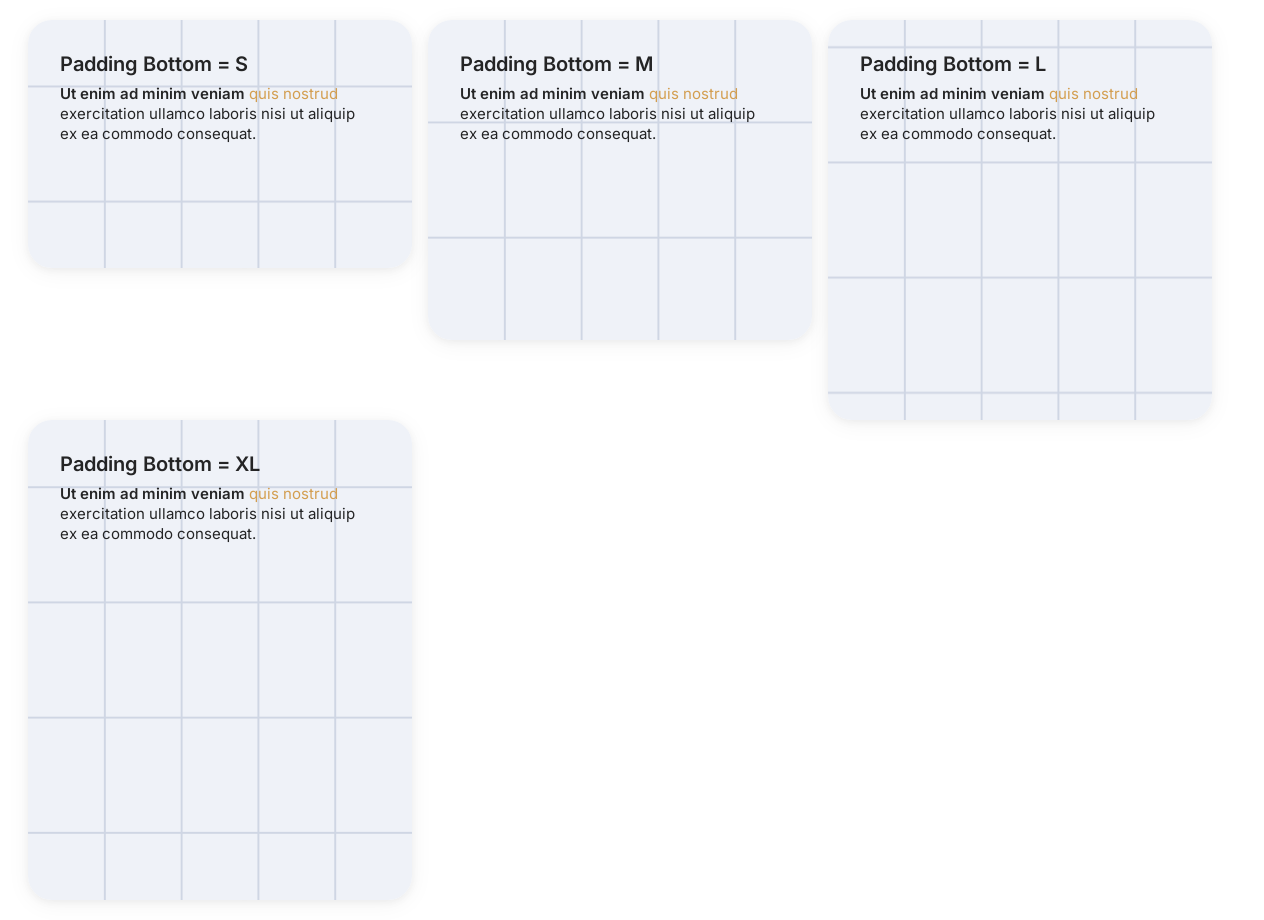 Padding Bottom = S
Ut enim ad minim veniam quis nostrud
exercitation ullamco laboris nisi ut aliquip
ex ea commodo consequat.
Padding Bottom = M
Ut enim ad minim veniam quis nostrud
exercitation ullamco laboris nisi ut aliquip
ex ea commodo consequat.
Padding Bottom = L
Ut enim ad minim veniam quis nostrud
exercitation ullamco laboris nisi ut aliquip
ex ea commodo consequat.
Padding Bottom = XL
Ut enim ad minim veniam quis nostrud
exercitation ullamco laboris nisi ut aliquip
ex ea commodo consequat.